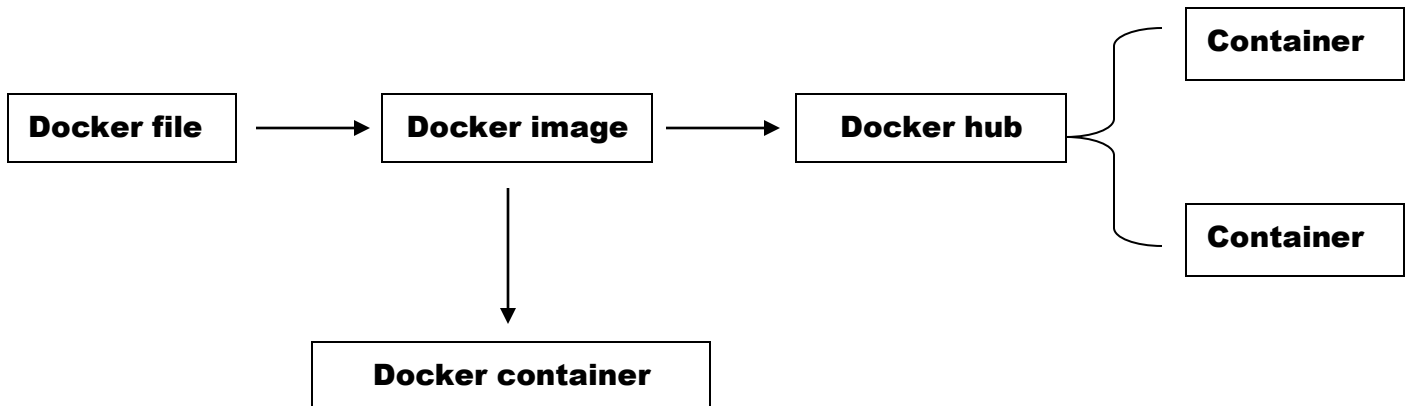 Container
Docker file
Docker image
Docker hub
Container
Docker container